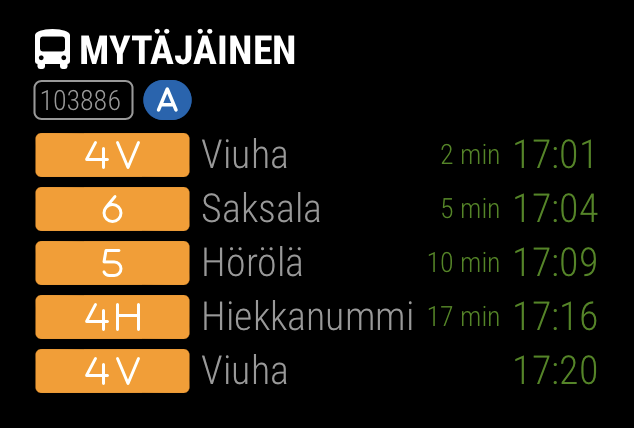 MYTÄJÄINEN
103886 A
4V Viuha 2 min 17:01
6 Saksala 5 min 17:04
5 Hörölä 10 min 17:09
4H Hiekkanummi 17 min 17:16
4V Viuha 17:20